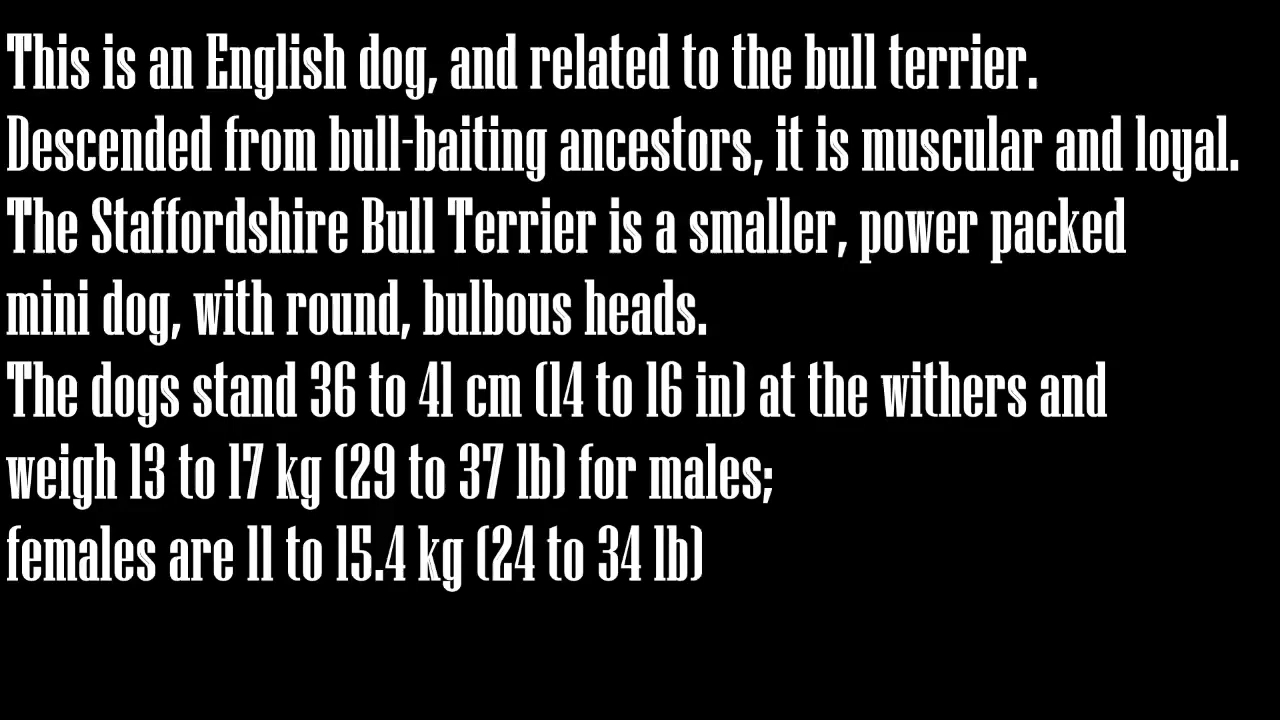 This is an English dog, and related to the bull terrier.
Descended from bull-baiting ancestors, it is muscular and loyal.
The Staffordshire Bull Terrier is a smaller, power packed
mini dog, with round, bulbous heads.
The dogs stand 36 to 41 cm (14 to 16 in) at the withers and
weigh 13 to 17 kg (29 to 37 lb) for males;
females are 11 to 15.4 kg (24 to 34 lb)